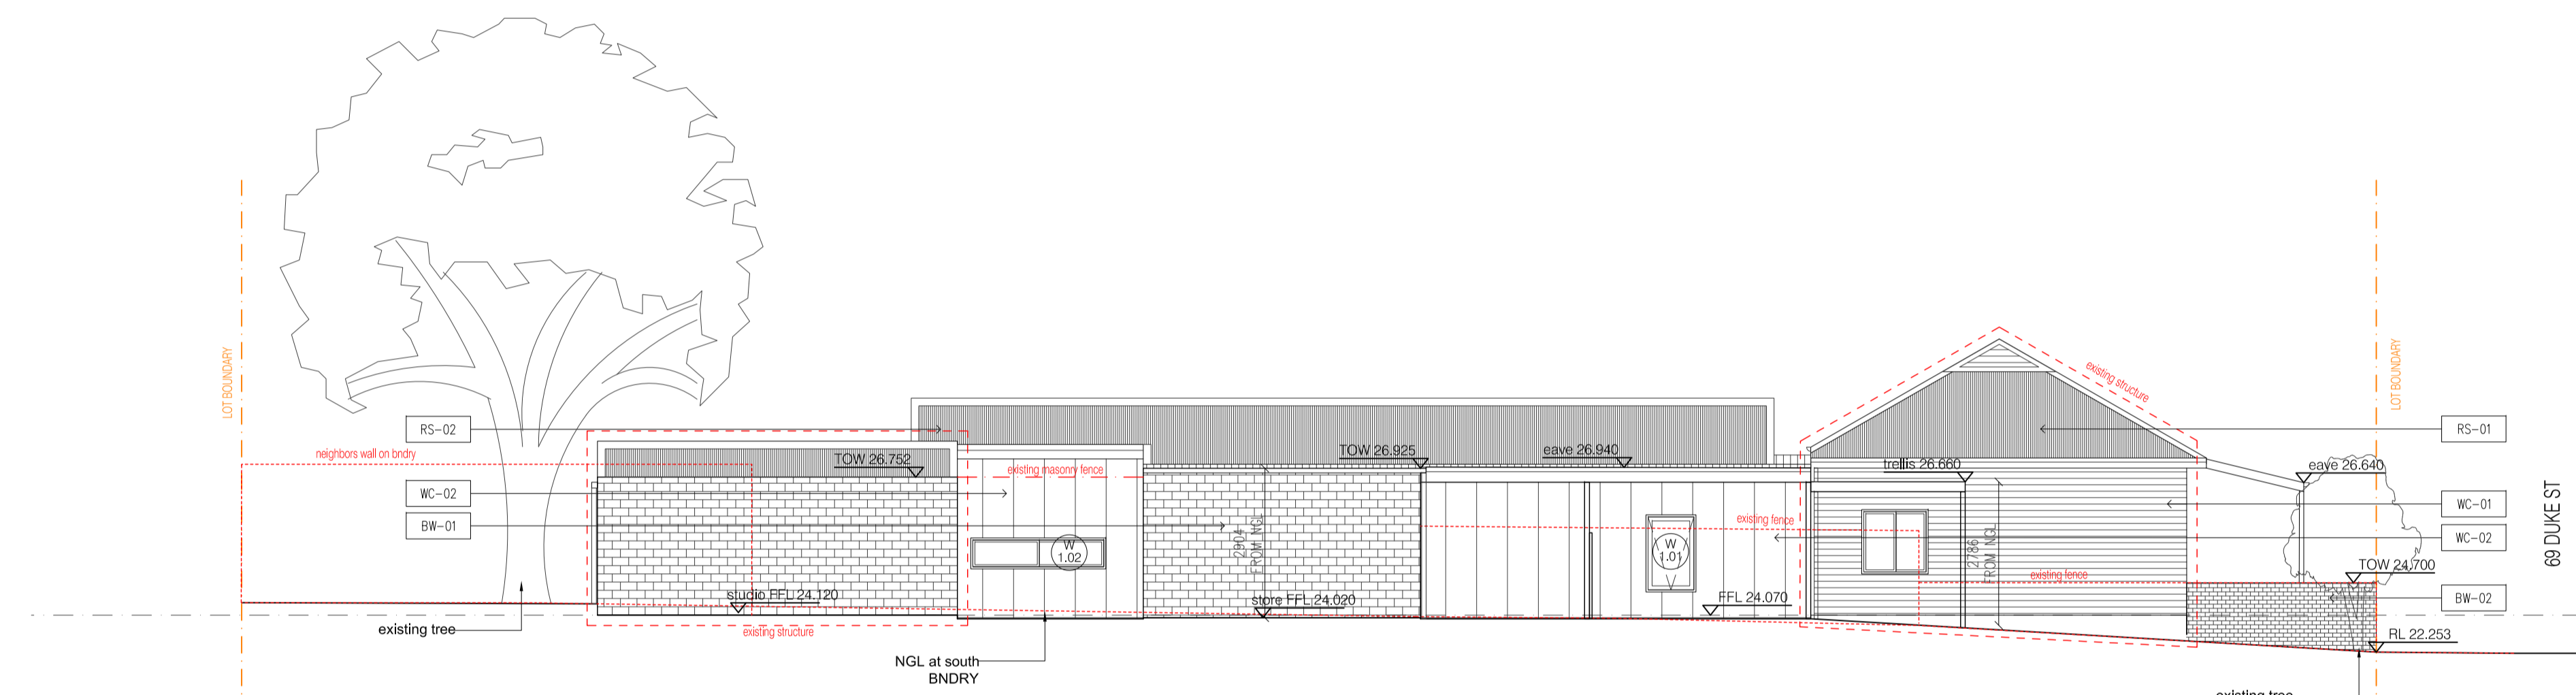 LOT BOUNDARY
LOT BOUNDARY
existing structure
RS-02
RS-01
neighbors wall on bndry
TOW 26.752
existing masonry fence
TOW 26.925
eave 26.940
trellis 26.660
eave 26.640
WC-02
WC-01
BW-01
existing fence
WC-02
69 DUKE ST
2904
FROM NGL
W
1.02
W
1.01
2786
FROM NGL
existing fence
TOW 24.700
studio FFL 24.120
store FFL 24.020
FFL 24.070
BW-02
existing tree
existing structure
RL 22.253
NGL at south
BNDRY
existing tree